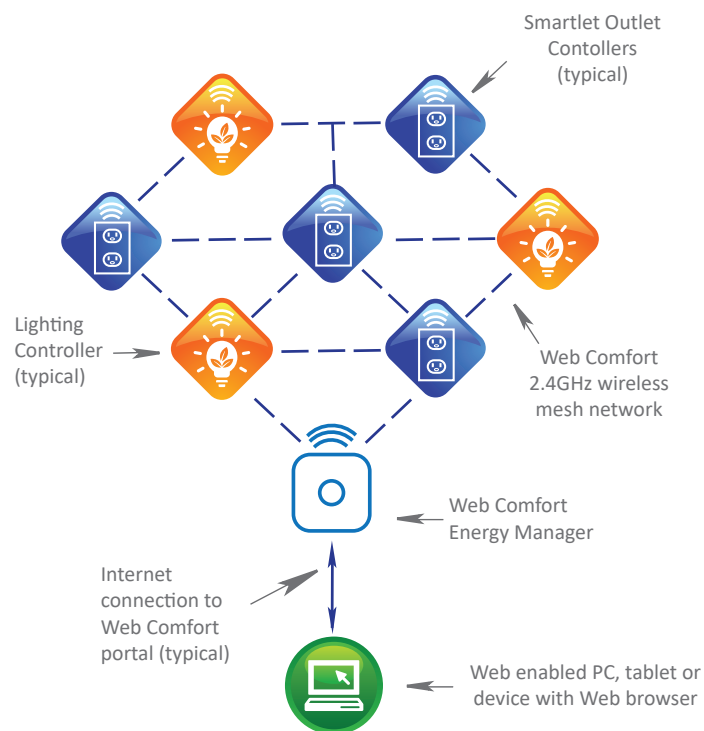 Smartlet Outlet
Contollers
(typical)
Lighting
Controller
(typical)
Web Comfort
2.4GHz wireless
mesh network
Web Comfort
Energy Manager
Internet
connection to
Web Comfort
portal (typical)
Web enabled PC, tablet or
device with Web browser